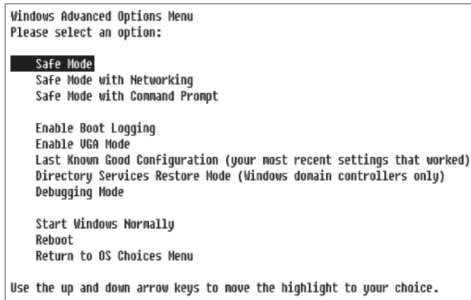 Windows Advanced Options Menu
Please select an option:
Safe Mode
Safe Mode with Networking
Safe Mode with Command Prompt
Enable Boot Logging
Enable VGA Mode
Last Known Good Configuration (your most recent settings that worked)
Directory Services Restore Mode (Windows domain controllers only)
Debugging Mode
Start Windows Normally
Reboot
Return to OS Choices Menu
Use the up and down arrow keys to move the highlight to your choice.